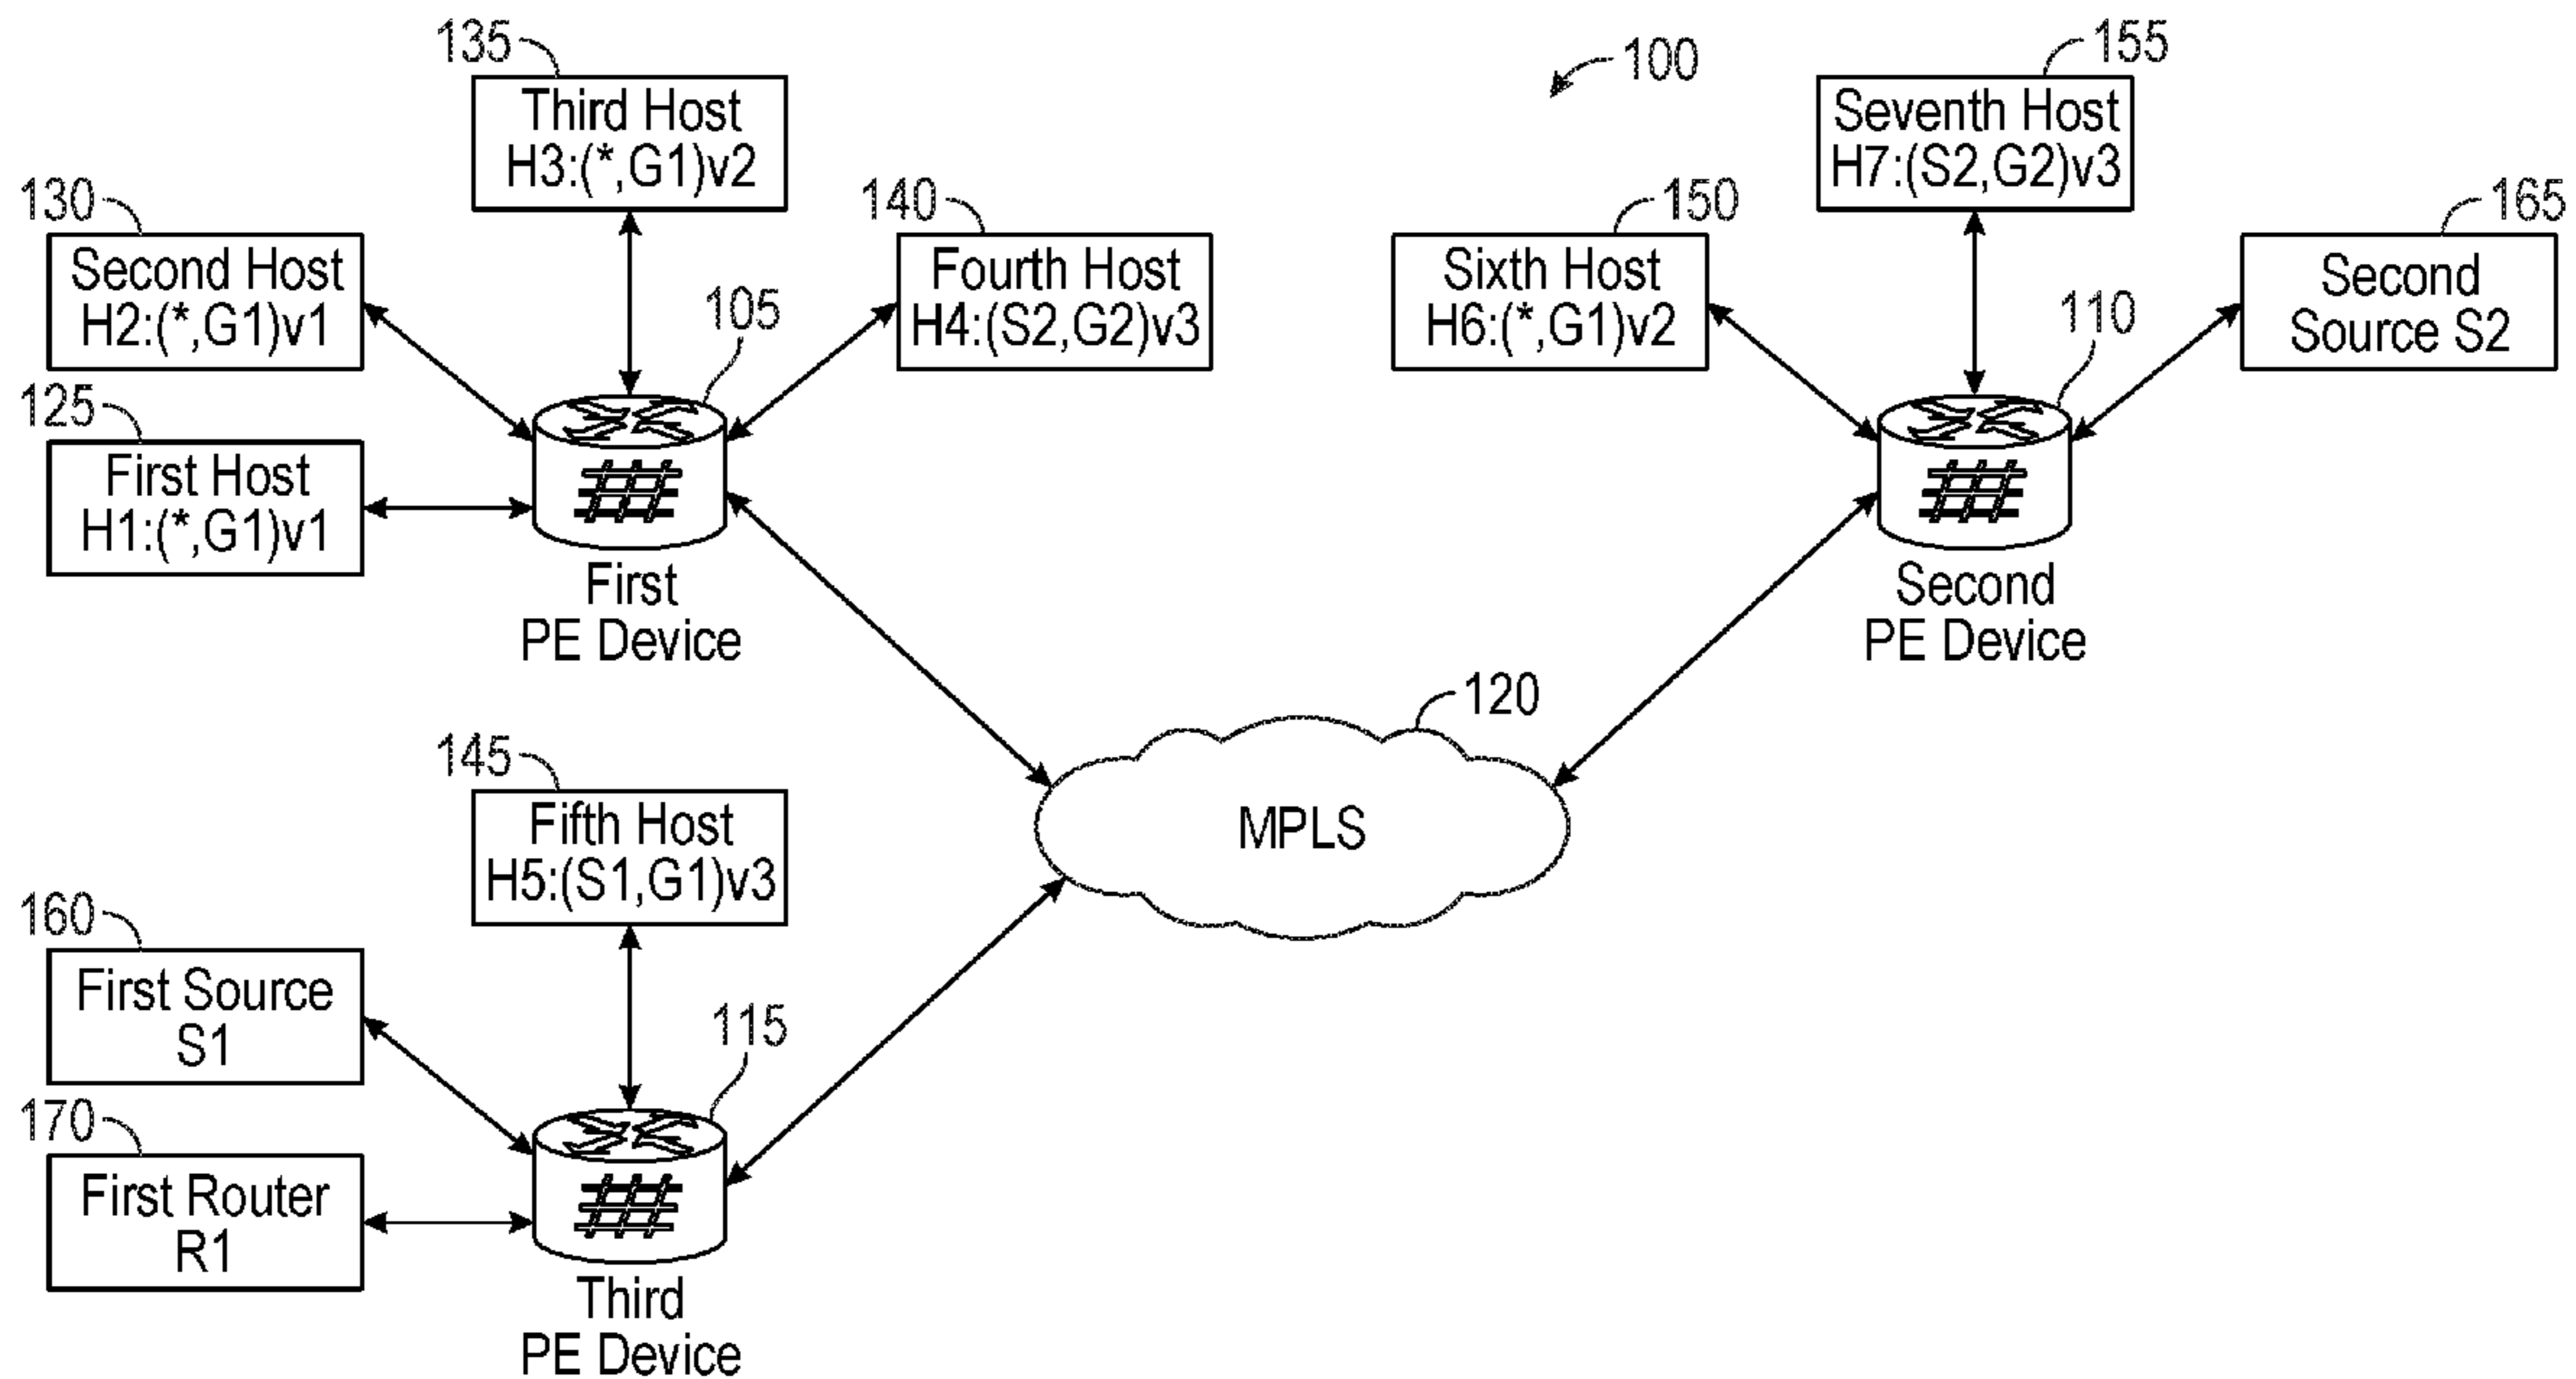 135
Third Host
H3:(*,G1)v2
100
155
Seventh Host
H7:(S2,G2)v3
130
Second Host
H2:(*,G1)v1
140
Fourth Host
H4:(S2,G2)v3
150
Sixth Host
H6:(*,G1)v2
165
Second
Source S2
105
110
125
First Host
H1:(*,G1)v1
First
PE Device
Second
PE Device
120
MPLS
145
Fifth Host
H5:(S1,G1)v3
160
First Source
S1
115
170
First Router
R1
Third
PE Device